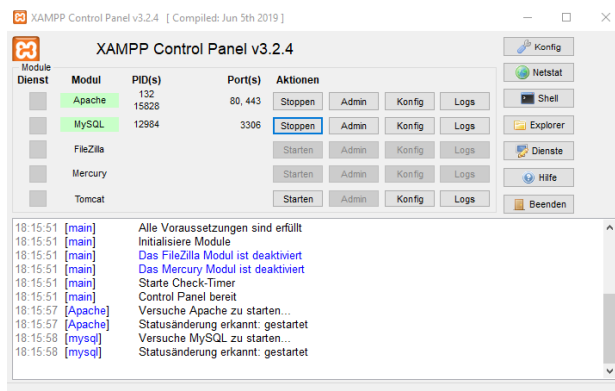 XAMPP Control Panel v3.2.4 [ Compiled: Jun 5th 2019 ]
XAMPP Control Panel v3.2.4
Konfig
Module
Dienst Modul PID(s) Port(s) Aktionen
Netstat
Apache 132 15828 80, 443 Stoppen Admin Konfig Logs
Shell
MySQL 12984 3306 Stoppen Admin Konfig Logs
Explorer
FileZilla Starten Admin Konfig Logs
Dienste
Mercury Starten Admin Konfig Logs
Hilfe
Tomcat Starten Admin Konfig Logs
Beenden
18:15:51 [main] Alle Voraussetzungen sind erfüllt
18:15:51 [main] Initialisiere Module
18:15:51 [main] Das FileZilla Modul ist deaktiviert
18:15:51 [main] Das Mercury Modul ist deaktiviert
18:15:51 [main] Starte Check-Timer
18:15:51 [main] Control Panel bereit
18:15:57 [Apache] Versuche Apache zu starten...
18:15:57 [Apache] Statusänderung erkannt: gestartet
18:15:58 [mysql] Versuche MySQL zu starten...
18:15:58 [mysql] Statusänderung erkannt: gestartet